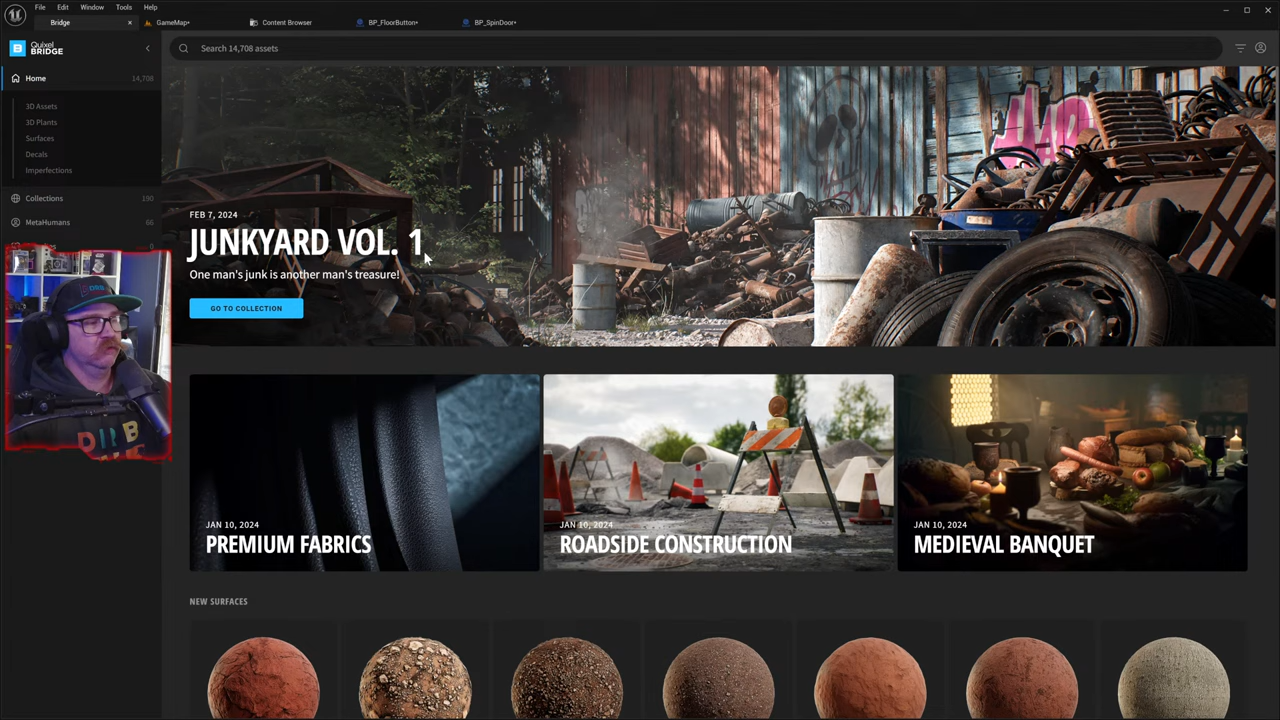 File Edit Window Tools Help
Bridge GameMap• Content Browser BP_FloorButton• BP_SpinDoor•
Quixel
BRIDGE
Search 14,708 assets
Home 14,708
3D Assets
3D Plants
Surfaces
Decals
Imperfections
Collections 190
MetaHumans 66
0
FEB 7, 2024
JUNKYARD VOL. 1
One man's junk is another man's treasure!
GO TO COLLECTION
JAN 10, 2024
PREMIUM FABRICS
JAN 10, 2024
ROADSIDE CONSTRUCTION
JAN 10, 2024
MEDIEVAL BANQUET
NEW SURFACES